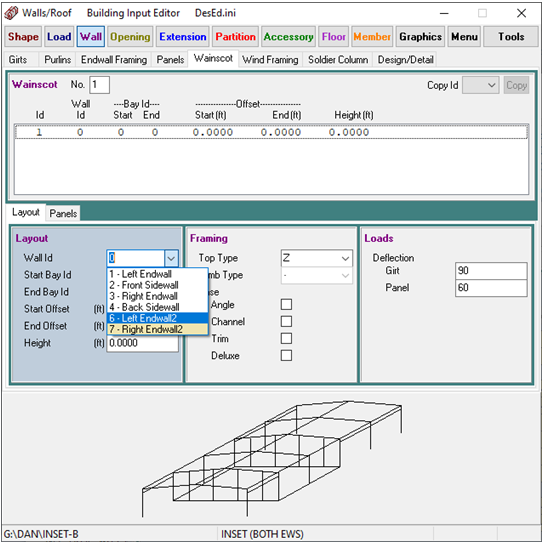 Walls/Roof Building Input Editor DesEd.ini
Shape Load Wall Opening Extension Partition Accessory Floor Member Graphics Menu Tools
Girts Purlins Endwall Framing Panels Wainscot Wind Framing Soldier Column Design/Detail
Wainscot No. 1 Copy Id Copy
Wall ----Bay Id---- ---------------Offset---------------
Id Id Start End Start (ft) End (ft) Height (ft)
1 0 0 0 0.0000 0.0000 0.0000
Layout Panels
Layout Framing Loads
Wall Id 0 Top Type Z Deflection
Start Bay Id 1 - Left Endwall mb Type - Girt 90
End Bay Id 2 - Front Sidewall se Panel 60
Start Offset (ft) 3 - Right Endwall Angle
End Offset (ft) 4 - Back Sidewall Channel
6 - Left Endwall2 Trim
7 - Right Endwall2 Deluxe
Height (ft) 0.0000
G:\DAN\INSET-B INSET (BOTH EWS)